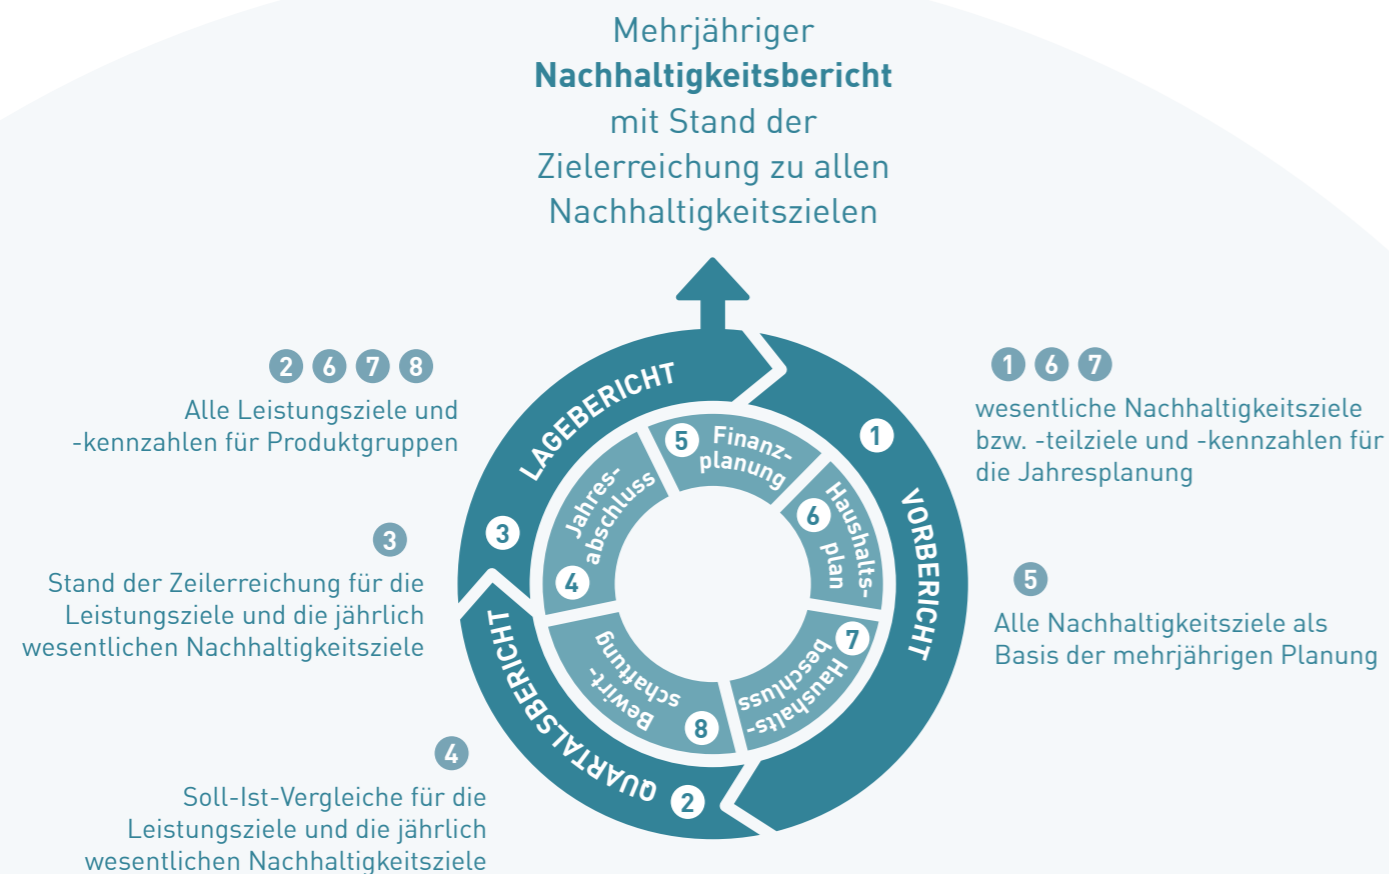 Mehrjähriger
Nachhaltigkeitsbericht
mit Stand der
Zielerreichung zu allen
Nachhaltigkeitszielen
2 6 7 8
Alle Leistungsziele und
-kennzahlen für Produktgruppen
3
Stand der Zeilerreichung für die
Leistungsziele und die jährlich
wesentlichen Nachhaltigkeitsziele
4
Soll-Ist-Vergleiche für die
Leistungsziele und die jährlich
wesentlichen Nachhaltigkeitsziele
LAGEBERICHT
3
1
VORBERICHT
QUARTALSBERICHT
2
5
Finanz-
planung
6
Haushalts-
plan
7
Haushalts-
beschluss
8
Bewirt-
schaftung
4
Jahres-
abschluss
1 6 7
wesentliche Nachhaltigkeitsziele
bzw. -teilziele und -kennzahlen für
die Jahresplanung
5
Alle Nachhaltigkeitsziele als
Basis der mehrjährigen Planung